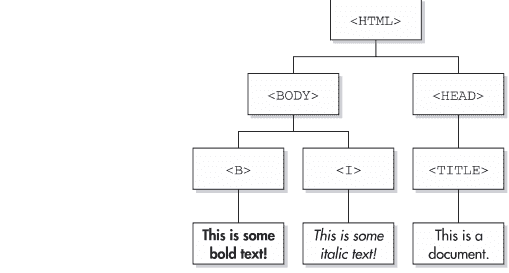 <HTML>
<BODY>
<HEAD>
<B>
<I>
<TITLE>
This is some
bold text!
This is some
italic text!
This is a
document.